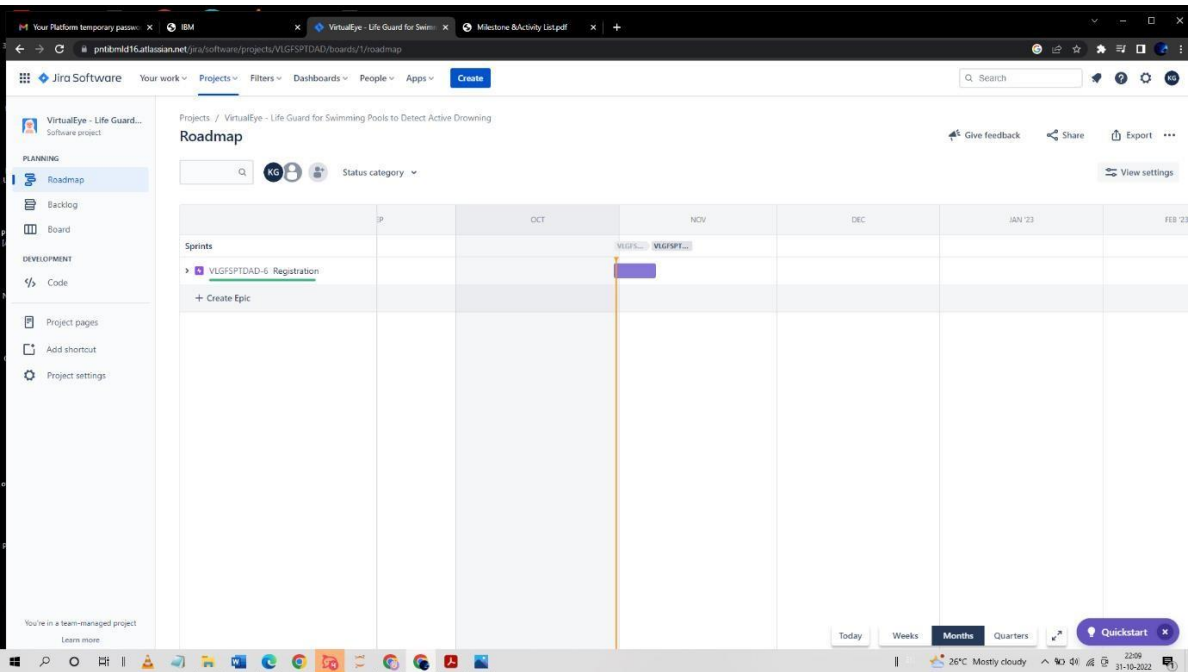 Your Platform temporary passwo
IBM
VirtualEye - Life Guard for Swimm
Milestone &Activity List.pdf
pntibmld16.atlassian.net/jira/software/projects/VLGFSPTDAD/boards/1/roadmap
Jira Software
Your work
Projects
Filters
Dashboards
People
Apps
Create
Search
KG
VirtualEye - Life Guard...
Software project
Projects / VirtualEye - Life Guard for Swimming Pools to Detect Active Drowning
Roadmap
Give feedback
Share
Export
PLANNING
Roadmap
Backlog
Board
DEVELOPMENT
Code
Project pages
Add shortcut
Project settings
KG
Status category
View settings
OCT
NOV
DEC
JAN '23
FEB '23
Sprints
VLGFS...
VLGFSPT...
VLGFSPTDAD-6 Registration
+ Create Epic
You're in a team-managed project
Learn more
Today
Weeks
Months
Quarters
Quickstart
26°C Mostly cloudy
22:09
31-10-2022